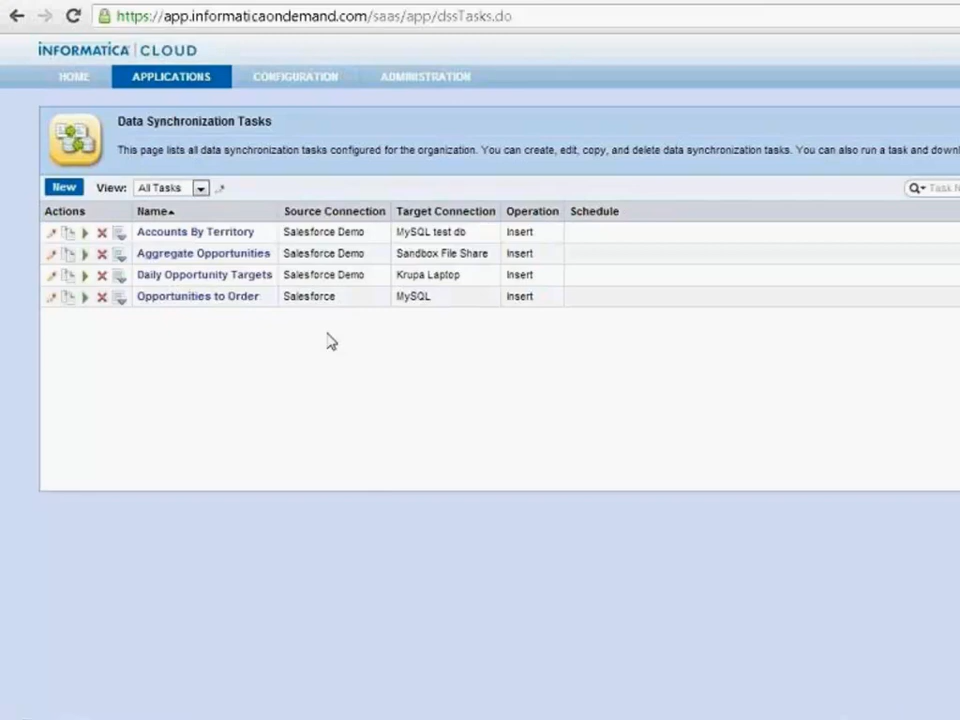 https://app.informaticaondemand.com/saas/app/dssTasks.do
INFORMATICA | CLOUD
HOME APPLICATIONS CONFIGURATION ADMINISTRATION
Data Synchronization Tasks
This page lists all data synchronization tasks configured for the organization. You can create, edit, copy, and delete data synchronization tasks. You can also run a task and downl
New View: All Tasks Task N
Actions Name Source Connection Target Connection Operation Schedule
Accounts By Territory Salesforce Demo MySQL test db Insert
Aggregate Opportunities Salesforce Demo Sandbox File Share Insert
Daily Opportunity Targets Salesforce Demo Krupa Laptop Insert
Opportunities to Order Salesforce MySQL Insert